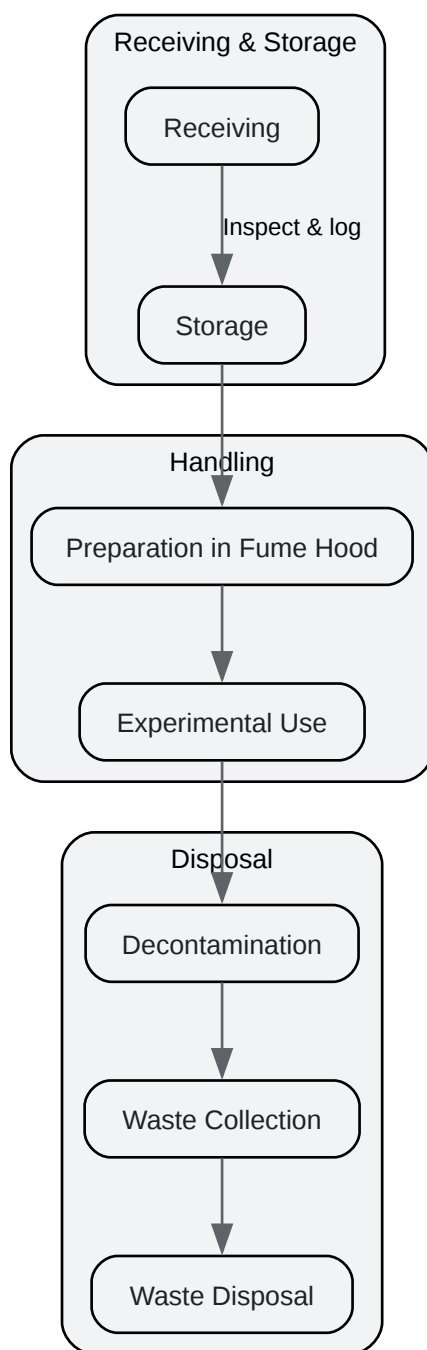 Receiving & Storage
Receiving
Inspect & log
Storage
Handling
Preparation in Fume Hood
Experimental Use
Disposal
Decontamination
Waste Collection
Waste Disposal